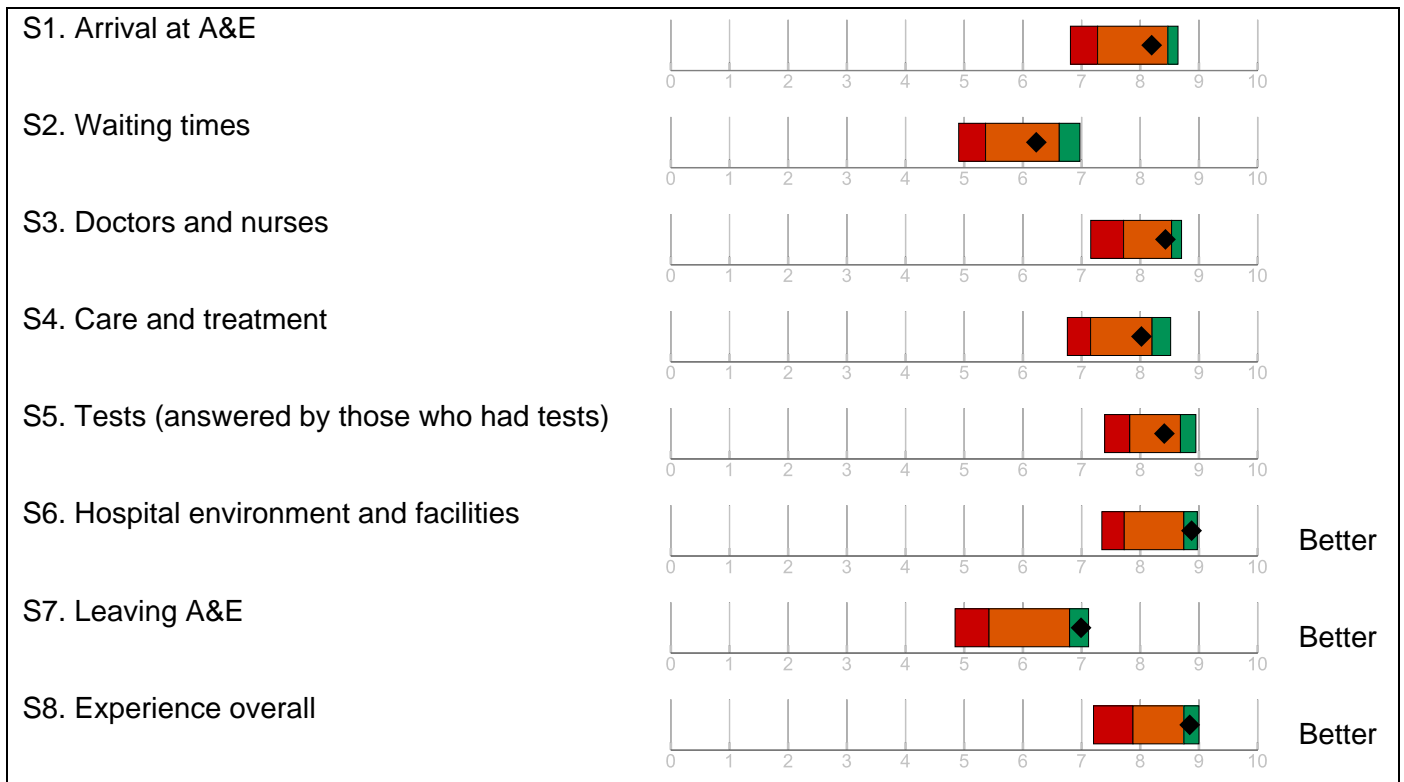 S1. Arrival at A&E
0 1 2 3 4 5 6 7 8 9 10
S2. Waiting times
0 1 2 3 4 5 6 7 8 9 10
S3. Doctors and nurses
0 1 2 3 4 5 6 7 8 9 10
S4. Care and treatment
0 1 2 3 4 5 6 7 8 9 10
S5. Tests (answered by those who had tests)
0 1 2 3 4 5 6 7 8 9 10
S6. Hospital environment and facilities
Better
0 1 2 3 4 5 6 7 8 9 10
S7. Leaving A&E
Better
0 1 2 3 4 5 6 7 8 9 10
S8. Experience overall
Better
0 1 2 3 4 5 6 7 8 9 10